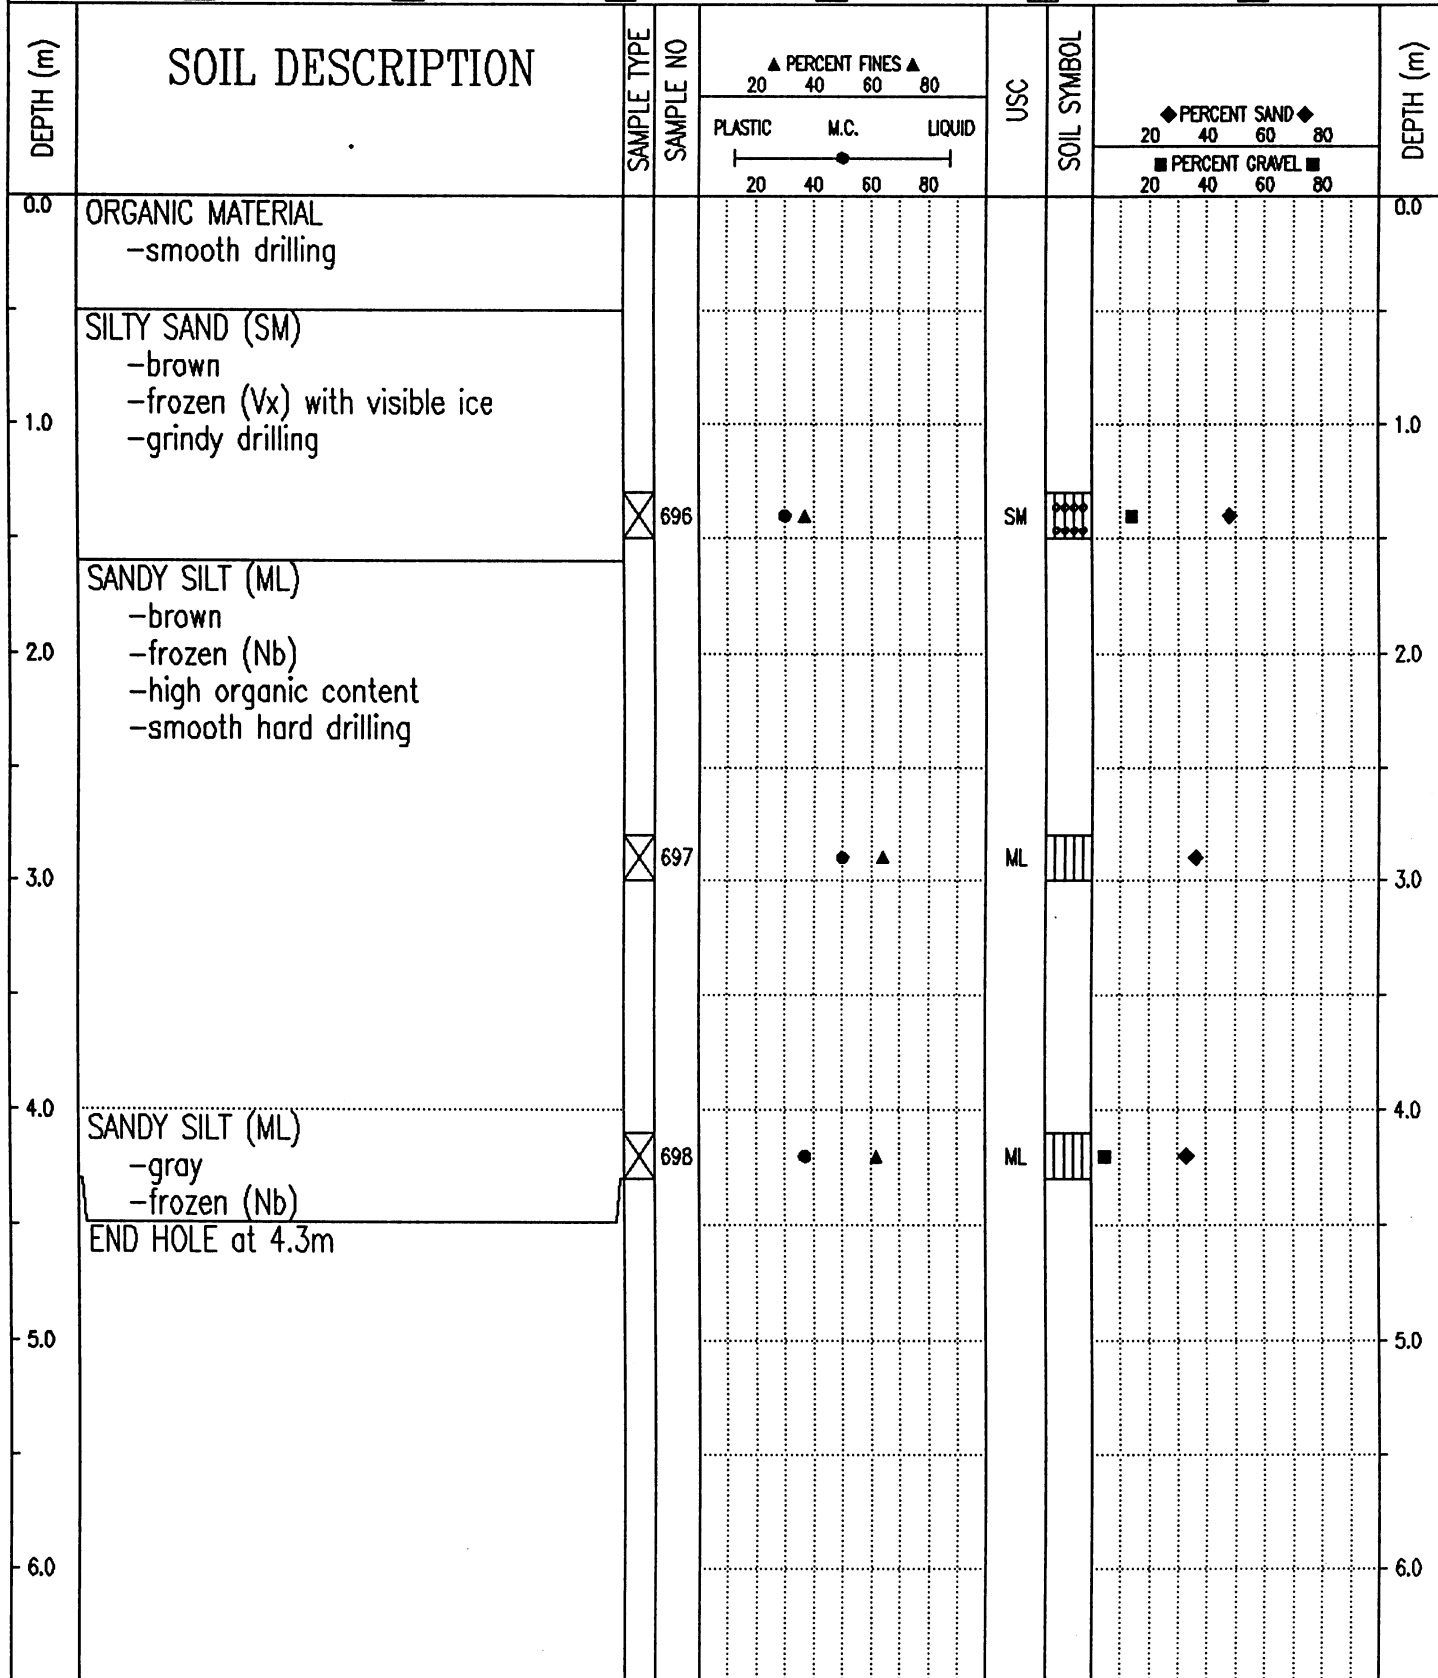 DEPTH (m)
SOIL DESCRIPTION
SAMPLE TYPE
SAMPLE NO
▲ PERCENT FINES ▲
20 40 60 80
PLASTIC M.C. LIQUID
20 40 60 80
USC
SOIL SYMBOL
◆ PERCENT SAND ◆
20 40 60 80
■ PERCENT GRAVEL ■
20 40 60 80
DEPTH (m)
0.0 ORGANIC MATERIAL 0.0
-smooth drilling
SILTY SAND (SM)
-brown
-frozen (Vx) with visible ice
1.0 1.0
-grindy drilling
696 SM
SANDY SILT (ML)
-brown
2.0 -frozen (Nb) 2.0
-high organic content
-smooth hard drilling
697 ML
3.0 3.0
4.0 4.0
SANDY SILT (ML)
-gray 698 ML
-frozen (Nb)
END HOLE at 4.3m
5.0 5.0
6.0 6.0